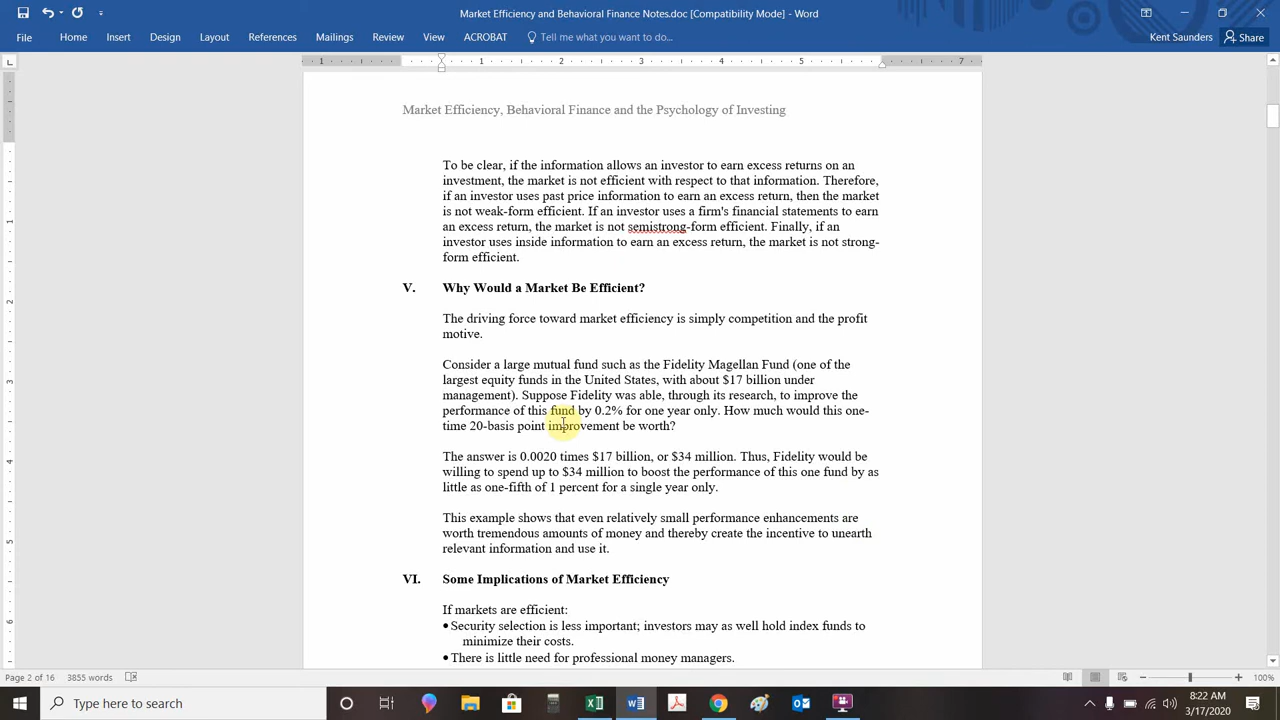 Market Efficiency, Behavioral Finance and Finance Notes.doc [Compatibility Mode] - Word
File Home Insert Design Layout References Mailings Review View ACROBAT Tell me what you want to do... Kent Saunders Share
1 1 2 3 4 5 7
Market Efficiency, Behavioral Finance and the Psychology of Investing
To be clear, if the information allows an investor to earn excess returns on an
investment, the market is not efficient with respect to that information. Therefore,
if an investor uses past price information to earn an excess return, then the market
is not weak-form efficient. If an investor uses a firm's financial statements to earn
an excess return, the market is not semistrong-form efficient. Finally, if an
investor uses inside information to earn an excess return, the market is not strong-
form efficient.
V. Why Would a Market Be Efficient?
The driving force toward market efficiency is simply competition and the profit
motive.
Consider a large mutual fund such as the Fidelity Magellan Fund (one of the
largest equity funds in the United States, with about $17 billion under
management). Suppose Fidelity was able, through its research, to improve the
performance of this fund by 0.2% for one year only. How much would this one-
time 20-basis point improvement be worth?
The answer is 0.0020 times $17 billion, or $34 million. Thus, Fidelity would be
willing to spend up to $34 million to boost the performance of this one fund by as
little as one-fifth of 1 percent for a single year only.
This example shows that even relatively small performance enhancements are
worth tremendous amounts of money and thereby create the incentive to unearth
relevant information and use it.
VI. Some Implications of Market Efficiency
If markets are efficient:
• Security selection is less important; investors may as well hold index funds to
minimize their costs.
• There is little need for professional money managers.
1
2
3
4
5
6
Page 2 of 16 3855 words 100%
Type here to search
8:22 AM
3/17/2020